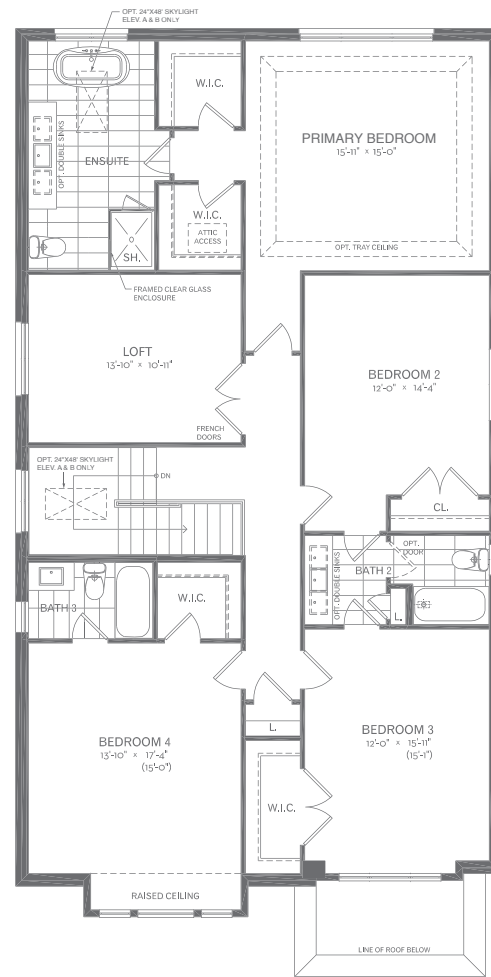 OPT. 24"X48' SKYLIGHT
ELEV. A & B ONLY
W.I.C.
PRIMARY BEDROOM
15'-11" x 15'-0"
OPT. DOUBLE SINKS
ENSUITE
W.I.C.
ATTIC
ACCESS
OPT. TRAY CEILING
SH.
FRAMED CLEAR GLASS
ENCLOSURE
LOFT
13'-10" x 10'-11"
BEDROOM 2
12'-0" x 14'-4"
FRENCH
DOORS
OPT. 24"X48' SKYLIGHT
ELEV. A & B ONLY
DN
CL.
OPT.
DOOR
BATH 2
OPT. DOUBLE SINKS
BATH 3
W.I.C.
L.
L.
BEDROOM 4
13'-10" x 17'-4"
(15'-0")
BEDROOM 3
12'-0" x 15'-11"
(15'-1")
W.I.C.
RAISED CEILING
LINE OF ROOF BELOW